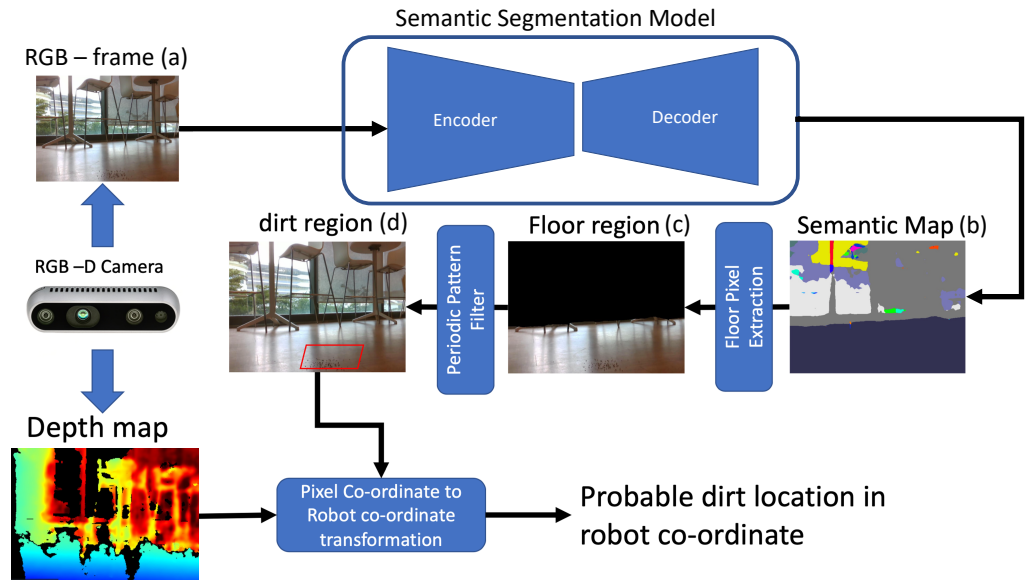 Semantic Segmentation Model
RGB – frame (a)
Encoder
Decoder
dirt region (d)
Floor region (c)
Semantic Map (b)
RGB –D Camera
Periodic Pattern
Filter
Floor Pixel
Extraction
Depth map
Pixel Co-ordinate to
Robot co-ordinate
transformation
Probable dirt location in
robot co-ordinate